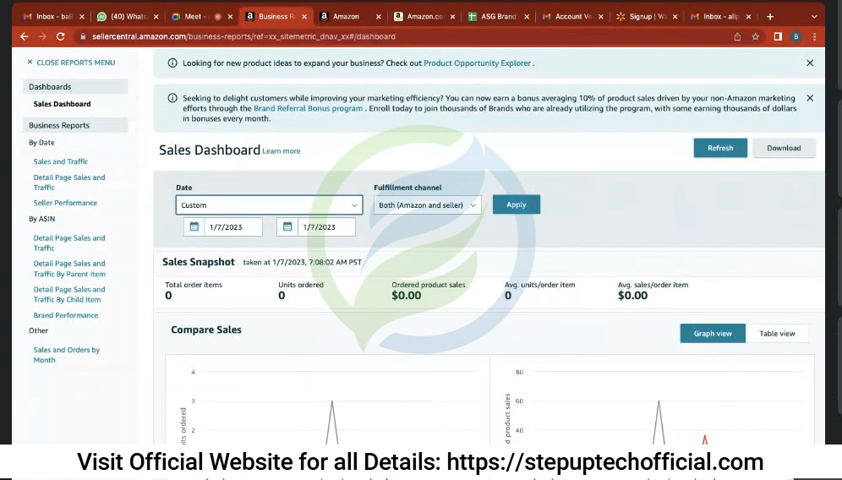 Inbox - ba
(40) Whats
Meet -
Business R
Amazon
Amazon.co
ASG Brand
Account Ve
Signup | W
Inbox - alip
sellercentral.amazon.com/business-reports/ref=xx_sitemetric_dnav_xx#/dashboard
× CLOSE REPORTS MENU
Dashboards
Sales Dashboard
Business Reports
By Date
Sales and Traffic
Detail Page Sales and
Traffic
Seller Performance
By ASIN
Detail Page Sales and
Traffic
Detail Page Sales and
Traffic By Parent Item
Detail Page Sales and
Traffic By Child Item
Brand Performance
Other
Sales and Orders by
Month
Looking for new product ideas to expand your business? Check out Product Opportunity Explorer .
Seeking to delight customers while improving your marketing efficiency? You can now earn a bonus averaging 10% of product sales driven by your non-Amazon marketing
efforts through the Brand Referral Bonus program . Enroll today to join thousands of Brands who are already utilizing the program, with some earning thousands of dollars
in bonuses every month.
Sales Dashboard Learn more
Refresh
Download
Date
Fulfillment channel
Custom
Both (Amazon and seller)
Apply
1/7/2023
1/7/2023
Sales Snapshot taken at 1/7/2023, 7:08:02 AM PST
Total order items
Units ordered
Ordered product sales
Avg. units/order item
Avg. sales/order item
0
0
$0.00
0
$0.00
Compare Sales
Graph view
Table view
4
3
2
its ordered
80
60
40
d product sales
Visit Official Website for all Details: https://stepuptechofficial.com